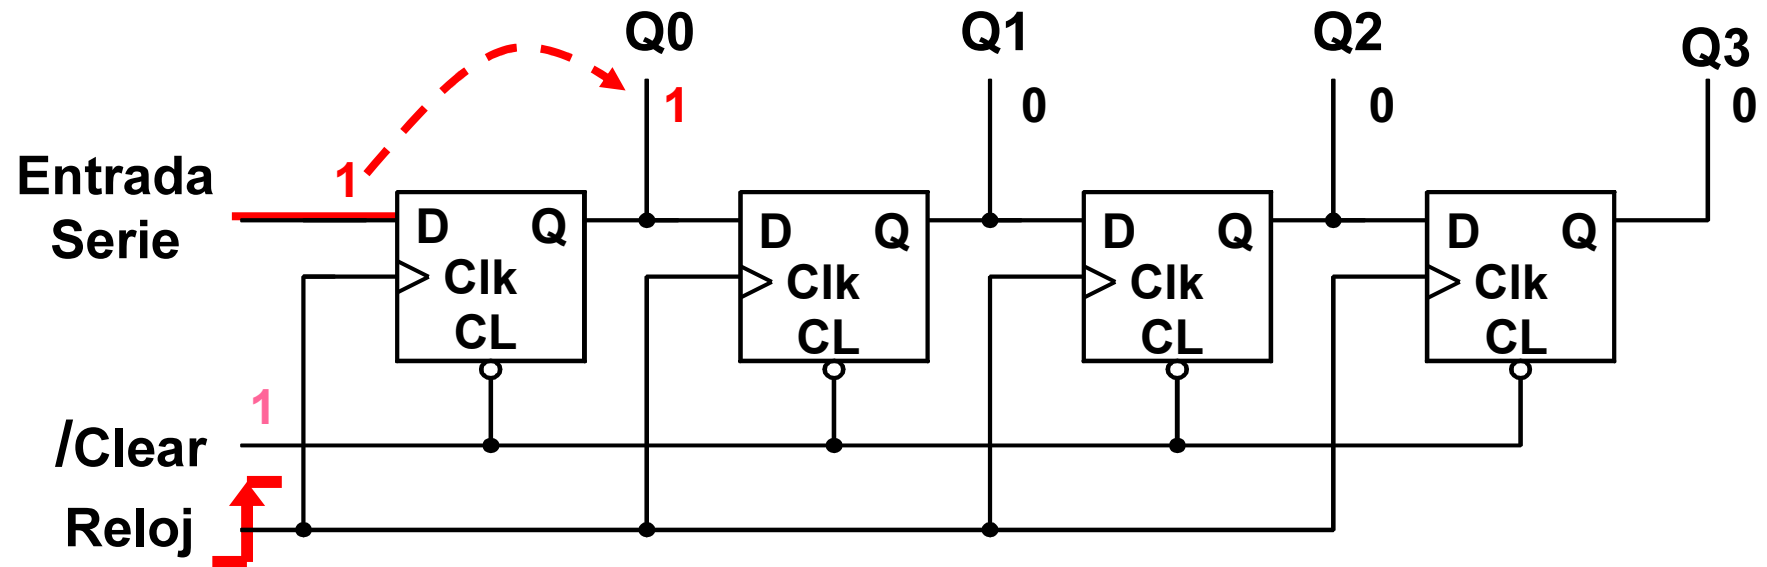 Q0 Q1 Q2 Q3
1 0 0 0
Entrada 1
Serie
D Q D Q D Q D Q
Clk Clk Clk Clk
CL CL CL CL
1
/Clear
Reloj